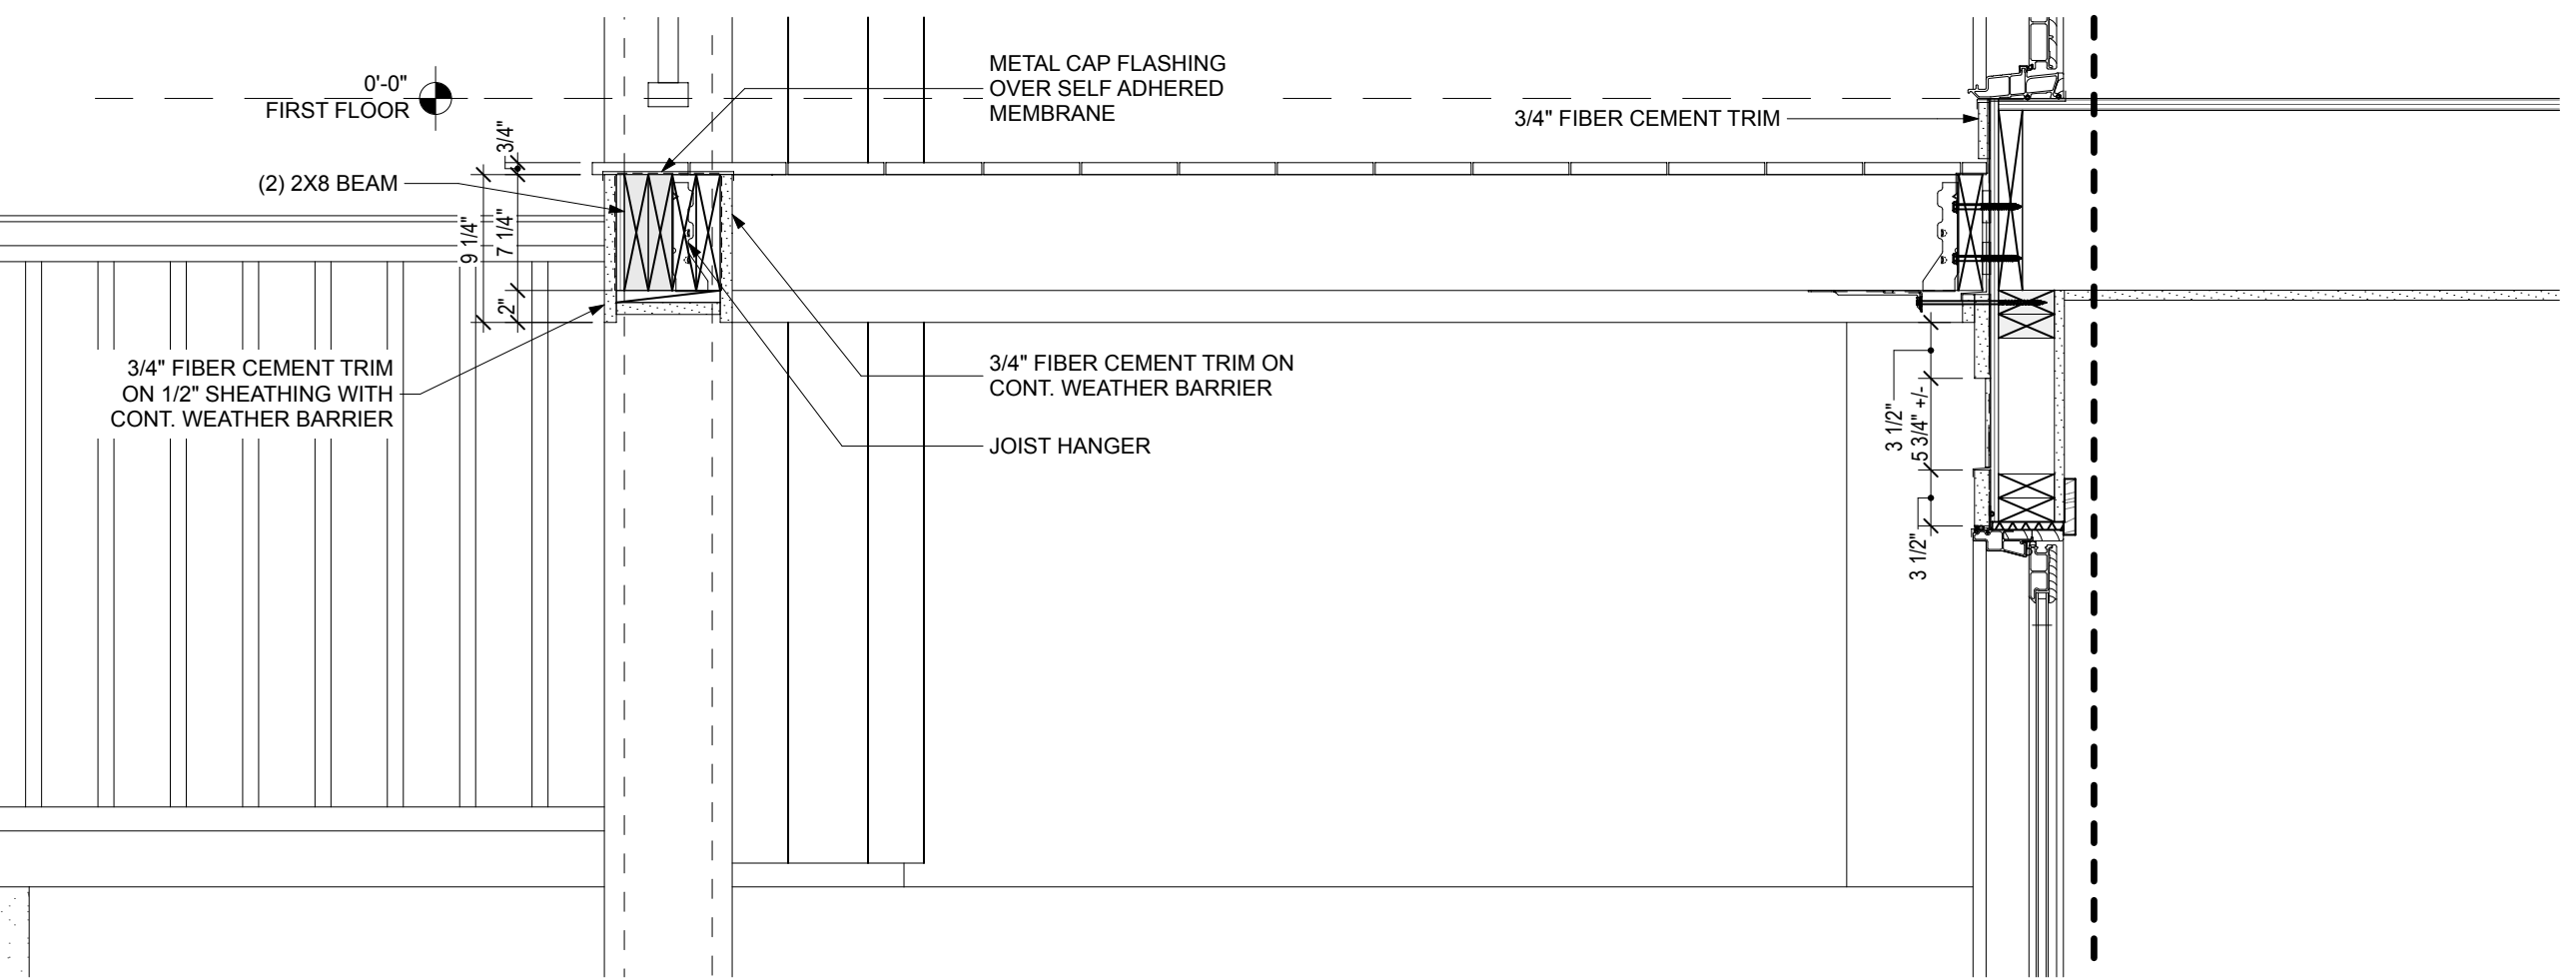 0'-0"
FIRST FLOOR
METAL CAP FLASHING
OVER SELF ADHERED
MEMBRANE
3/4" FIBER CEMENT TRIM
3/4"
(2) 2X8 BEAM
9 1/4"
7 1/4"
2"
3/4" FIBER CEMENT TRIM
ON 1/2" SHEATHING WITH
CONT. WEATHER BARRIER
3/4" FIBER CEMENT TRIM ON
CONT. WEATHER BARRIER
JOIST HANGER
3 1/2"
5 3/4" +/-
3 1/2"